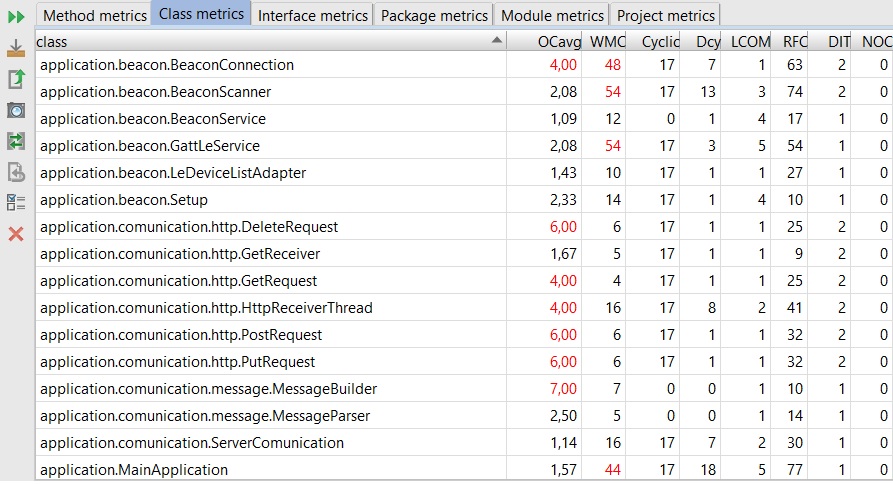 Method metrics Class metrics Interface metrics Package metrics Module metrics Project metrics
class OCavg WMC Cyclic Dcy LCOM RFC DIT NOC
application.beacon.BeaconConnection 4,00 48 17 7 1 63 2 0
application.beacon.BeaconScanner 2,08 54 17 13 3 74 2 0
application.beacon.BeaconService 1,09 12 0 1 4 17 1 0
application.beacon.GattLeService 2,08 54 17 3 5 54 1 0
application.beacon.LeDeviceListAdapter 1,43 10 17 1 1 27 1 0
application.beacon.Setup 2,33 14 17 1 4 10 1 0
application.comunication.http.DeleteRequest 6,00 6 17 1 1 25 2 0
application.comunication.http.GetReceiver 1,67 5 17 1 1 9 2 0
application.comunication.http.GetRequest 4,00 4 17 1 1 25 2 0
application.comunication.http.HttpReceiverThread 4,00 16 17 8 2 41 2 0
application.comunication.http.PostRequest 6,00 6 17 1 1 32 2 0
application.comunication.http.PutRequest 6,00 6 17 1 1 32 2 0
application.comunication.message.MessageBuilder 7,00 7 0 0 1 10 1 0
application.comunication.message.MessageParser 2,50 5 0 0 1 14 1 0
application.comunication.ServerComunication 1,14 16 17 7 2 30 1 0
application.MainApplication 1,57 44 17 18 5 77 1 0